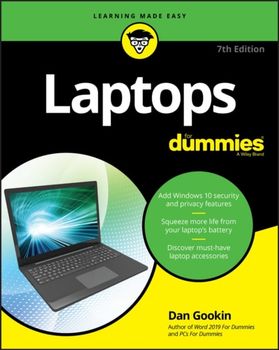 LEARNING MADE EASY
7th Edition
Laptops
for
dummies
A Wiley Brand
Add Windows 10 security
and privacy features
Squeeze more life from
your laptop's battery
Discover must-have
laptop accessories
Dan Gookin
Author of Word 2019 For Dummies
and PCs For Dummies